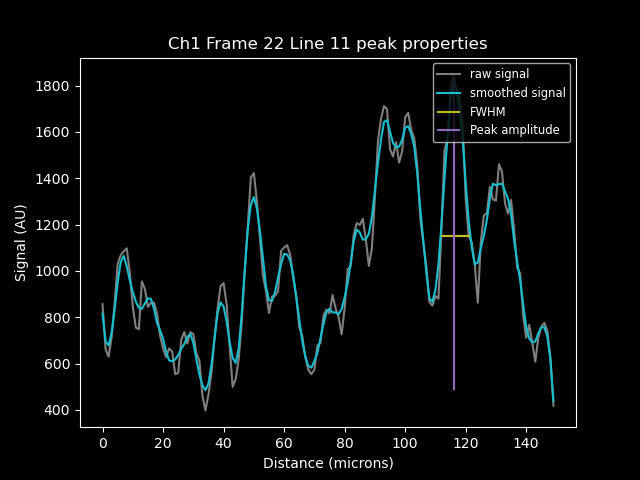 Ch1 Frame 22 Line 11 peak properties
raw signal
smoothed signal
FWHM
Peak amplitude
Signal (AU)
1800
1600
1400
1200
1000
800
600
400
0 20 40 60 80 100 120 140
Distance (microns)